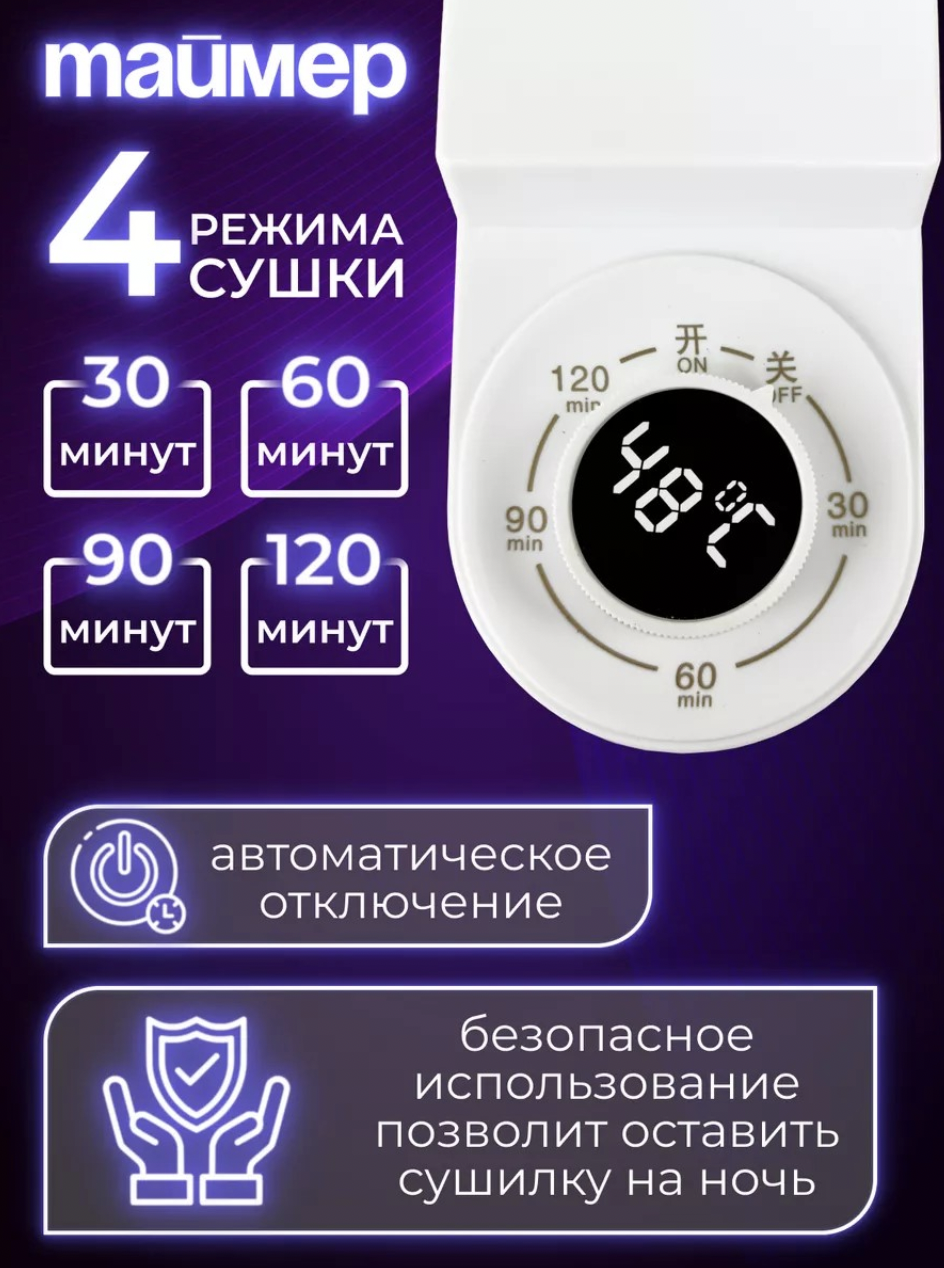 таймер
4 РЕЖИМА
СУШКИ
30
минут
60
минут
90
минут
120
минут
开
ON
关
OFF
120
min
48°C
90
min
30
min
60
min
автоматическое
отключение
безопасное
использование
позволит оставить
сушилку на ночь